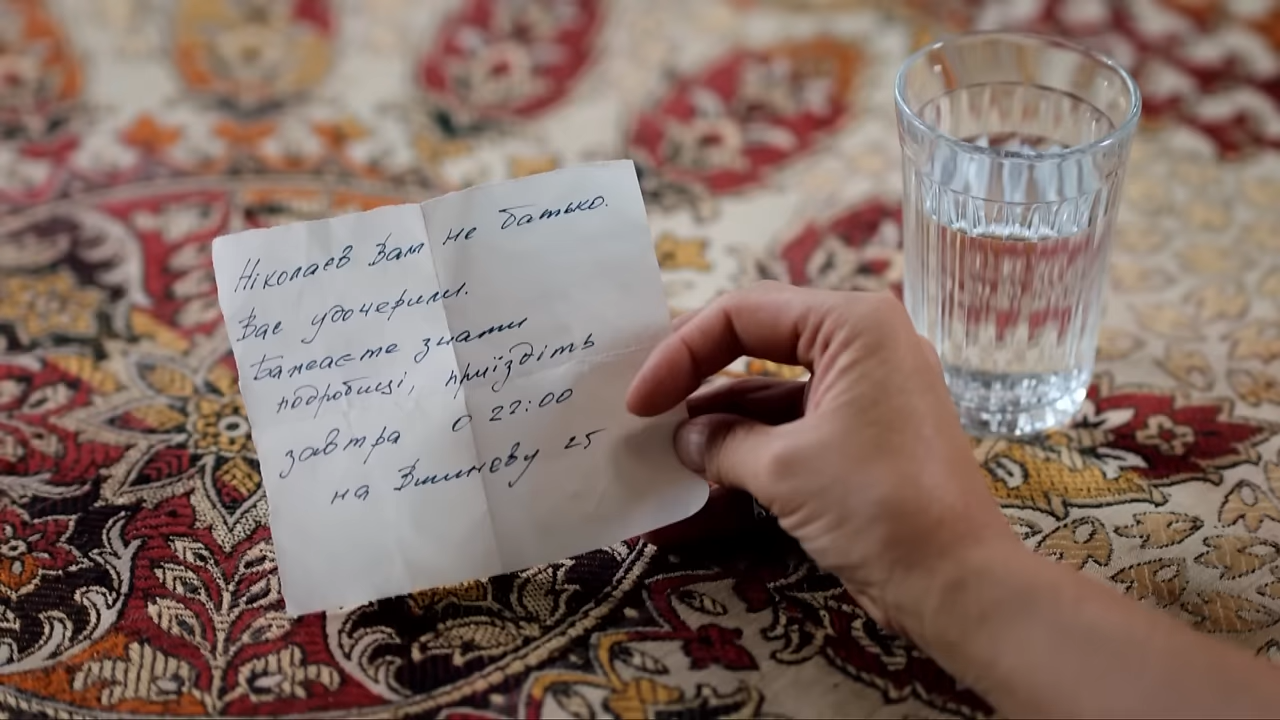 Ніколаєв Вам не батько.
Вас удочерили.
Бажаєте знати
подробиці, приїздіть
завтра о 22:00
на Вишневу 25